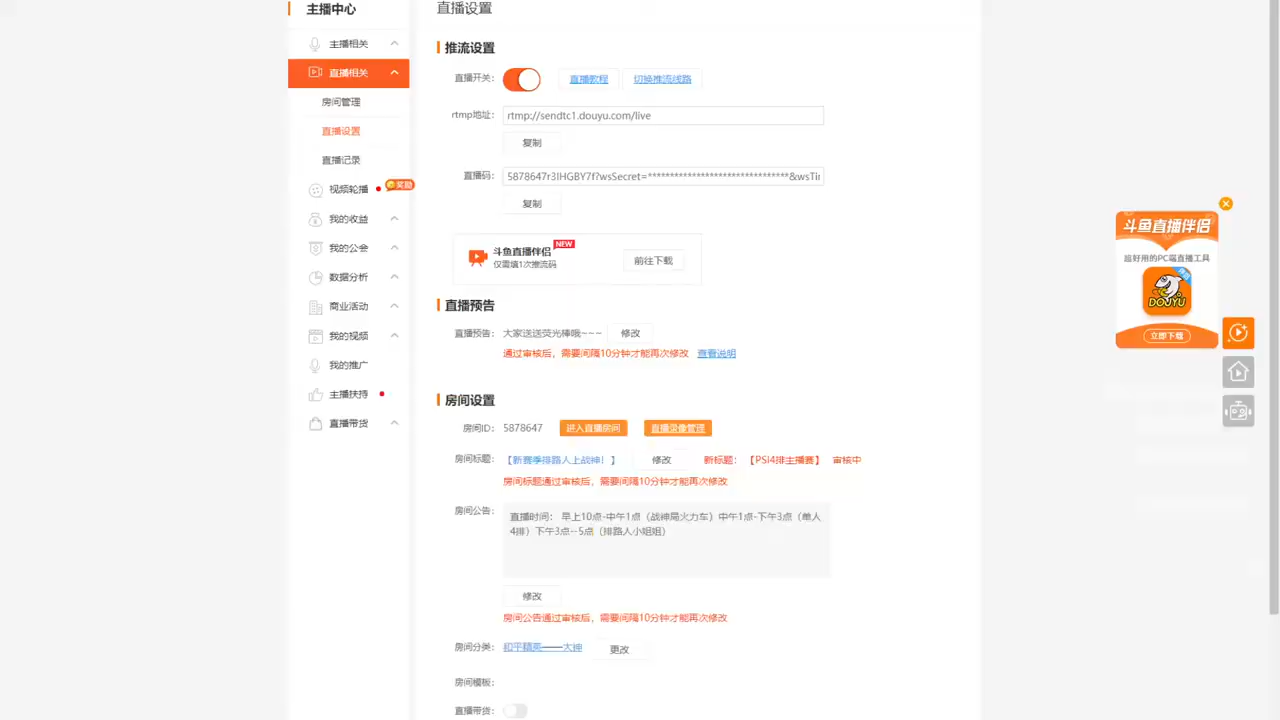 主播中心
主播相关
直播相关
房间管理
直播设置
直播记录
视频轮播
奖励
我的收益
我的公会
数据分析
商业活动
我的视频
我的推广
主播扶持
直播带货
直播设置
推流设置
直播开关: 直播教程 切换推流线路
rtmp地址: rtmp://sendtc1.douyu.com/live
复制
直播码: 5878647r3IHGBY7f?wsSecret=********************************&wsTir
复制
斗鱼直播伴侣 NEW
仅需填1次推流码
前往下载
直播预告
直播预告: 大家送送荧光棒哦~~~ 修改
通过审核后，需要间隔10分钟才能再次修改 查看说明
房间设置
房间ID: 5878647 进入直播房间 直播录像管理
房间标题: 【新赛季排路人上战神！】 修改 新标题: 【PSI4排主播赛】 审核中
房间标题通过审核后，需要间隔10分钟才能再次修改
房间公告: 直播时间： 早上10点-中午1点（战神局火力车）中午1点-下午3点（单人
4排）下午3点--5点（排路人小姐姐）
修改
房间公告通过审核后，需要间隔10分钟才能再次修改
房间分类: 和平精英——大神 更改
房间模板:
直播带货:
斗鱼直播伴侣
超好用的PC端直播工具
DOUYU
立即下载